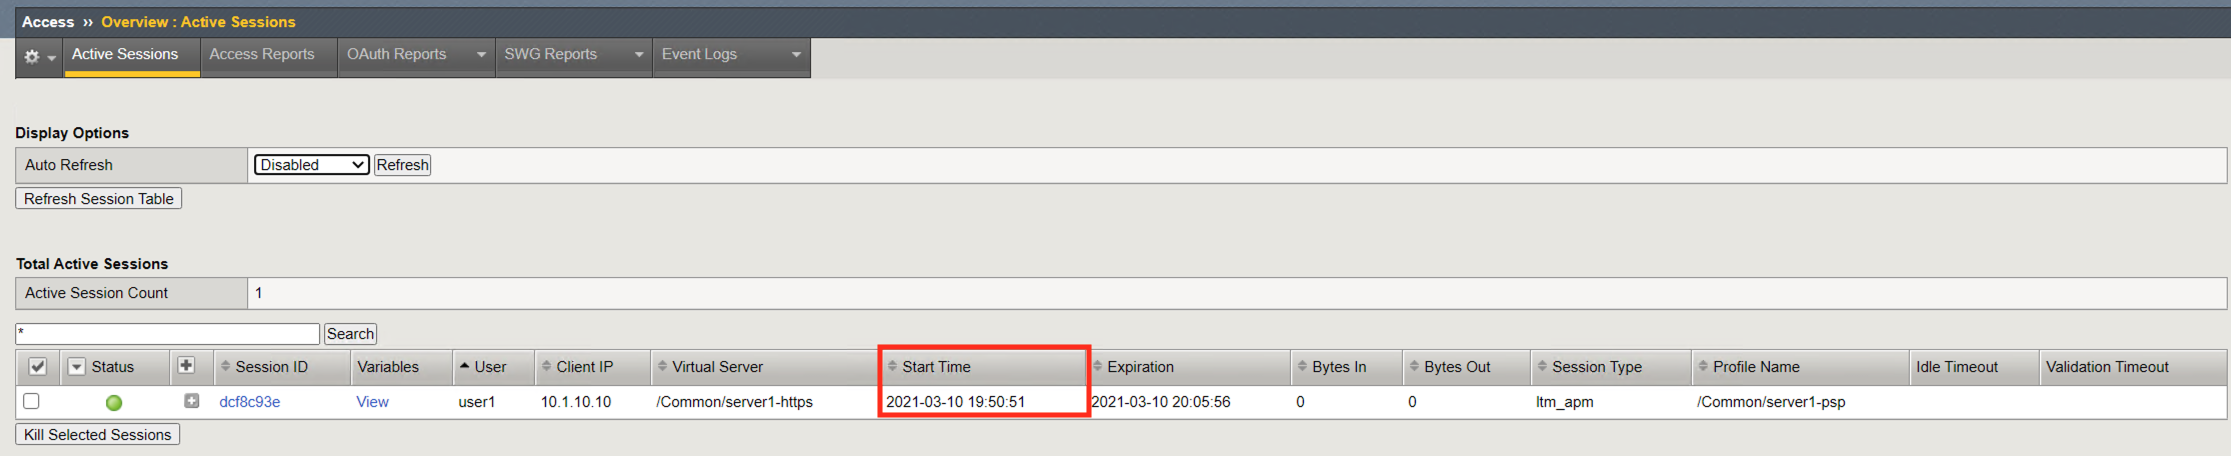 Access ›› Overview : Active Sessions
Active Sessions Access Reports OAuth Reports SWG Reports Event Logs
Display Options
Auto Refresh Disabled Refresh
Refresh Session Table
Total Active Sessions
Active Session Count 1
* Search
Status Session ID Variables User Client IP Virtual Server Start Time Expiration Bytes In Bytes Out Session Type Profile Name Idle Timeout Validation Timeout
dcf8c93e View user1 10.1.10.10 /Common/server1-https 2021-03-10 19:50:51 2021-03-10 20:05:56 0 0 ltm_apm /Common/server1-psp
Kill Selected Sessions